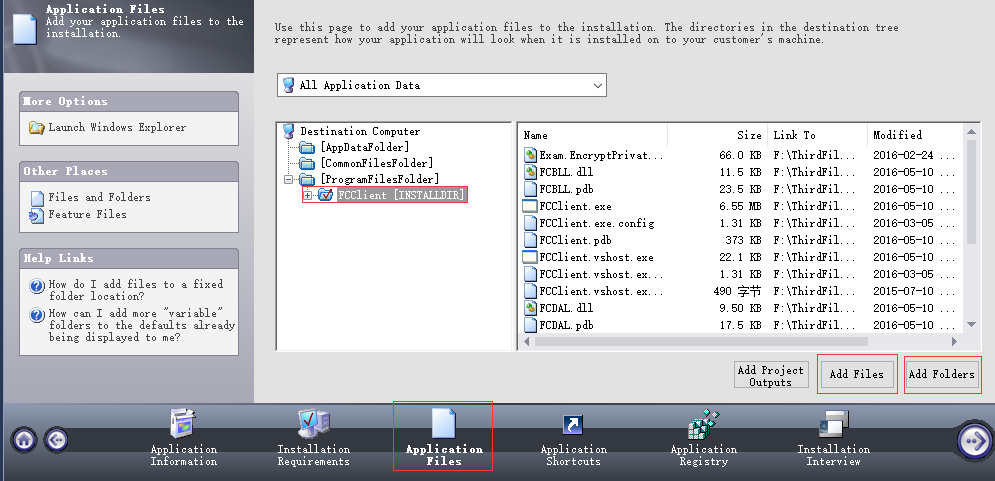 Application Files
Add your application files to the
installation.
Use this page to add your application files to the installation. The directories in the destination tree
represent how your application will look when it is installed on to your customer's machine.
More Options
Launch Windows Explorer
Other Places
Files and Folders
Feature Files
Help Links
How do I add files to a fixed
folder location?
How can I add more "variable"
folders to the defaults already
being displayed to me?
All Application Data
Destination Computer
[AppDataFolder]
[CommonFilesFolder]
[ProgramFilesFolder]
FCClient [INSTALLDIR]
Name Size Link To Modified
Exam.EncryptPrivat... 66.0 KB F:\ThirdFil... 2016-02-24 ...
FCBLL.dll 11.5 KB F:\ThirdFil... 2016-05-10 ...
FCBLL.pdb 23.5 KB F:\ThirdFil... 2016-05-10 ...
FCClient.exe 6.55 MB F:\ThirdFil... 2016-05-10 ...
FCClient.exe.config 1.31 KB F:\ThirdFil... 2016-03-05 ...
FCClient.pdb 373 KB F:\ThirdFil... 2016-05-10 ...
FCClient.vshost.exe 22.1 KB F:\ThirdFil... 2016-05-10 ...
FCClient.vshost.ex... 1.31 KB F:\ThirdFil... 2016-03-05 ...
FCClient.vshost.ex... 490 字节 F:\ThirdFil... 2015-07-10 ...
FCDAL.dll 9.50 KB F:\ThirdFil... 2016-05-10 ...
FCDAL.pdb 17.5 KB F:\ThirdFil... 2016-05-10 ...
Add Project
Outputs
Add Files
Add Folders
Application
Information
Installation
Requirements
Application
Files
Application
Shortcuts
Application
Registry
Installation
Interview